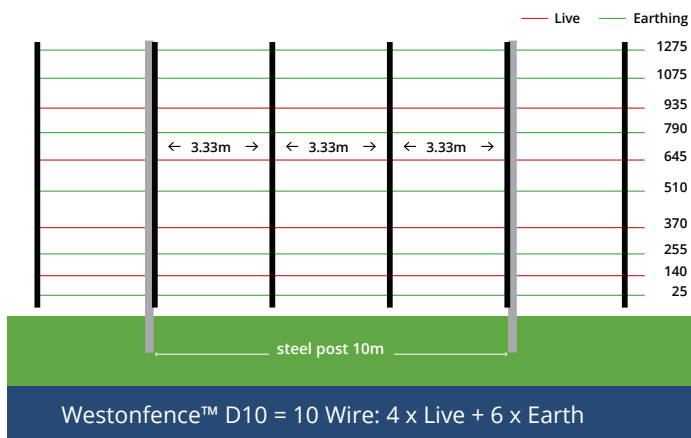 Live Earthing
1275
1075
935
790
← 3.33m → ← 3.33m → ← 3.33m →
645
510
370
255
140
25
steel post 10m
Westonfence™ D10 = 10 Wire: 4 x Live + 6 x Earth